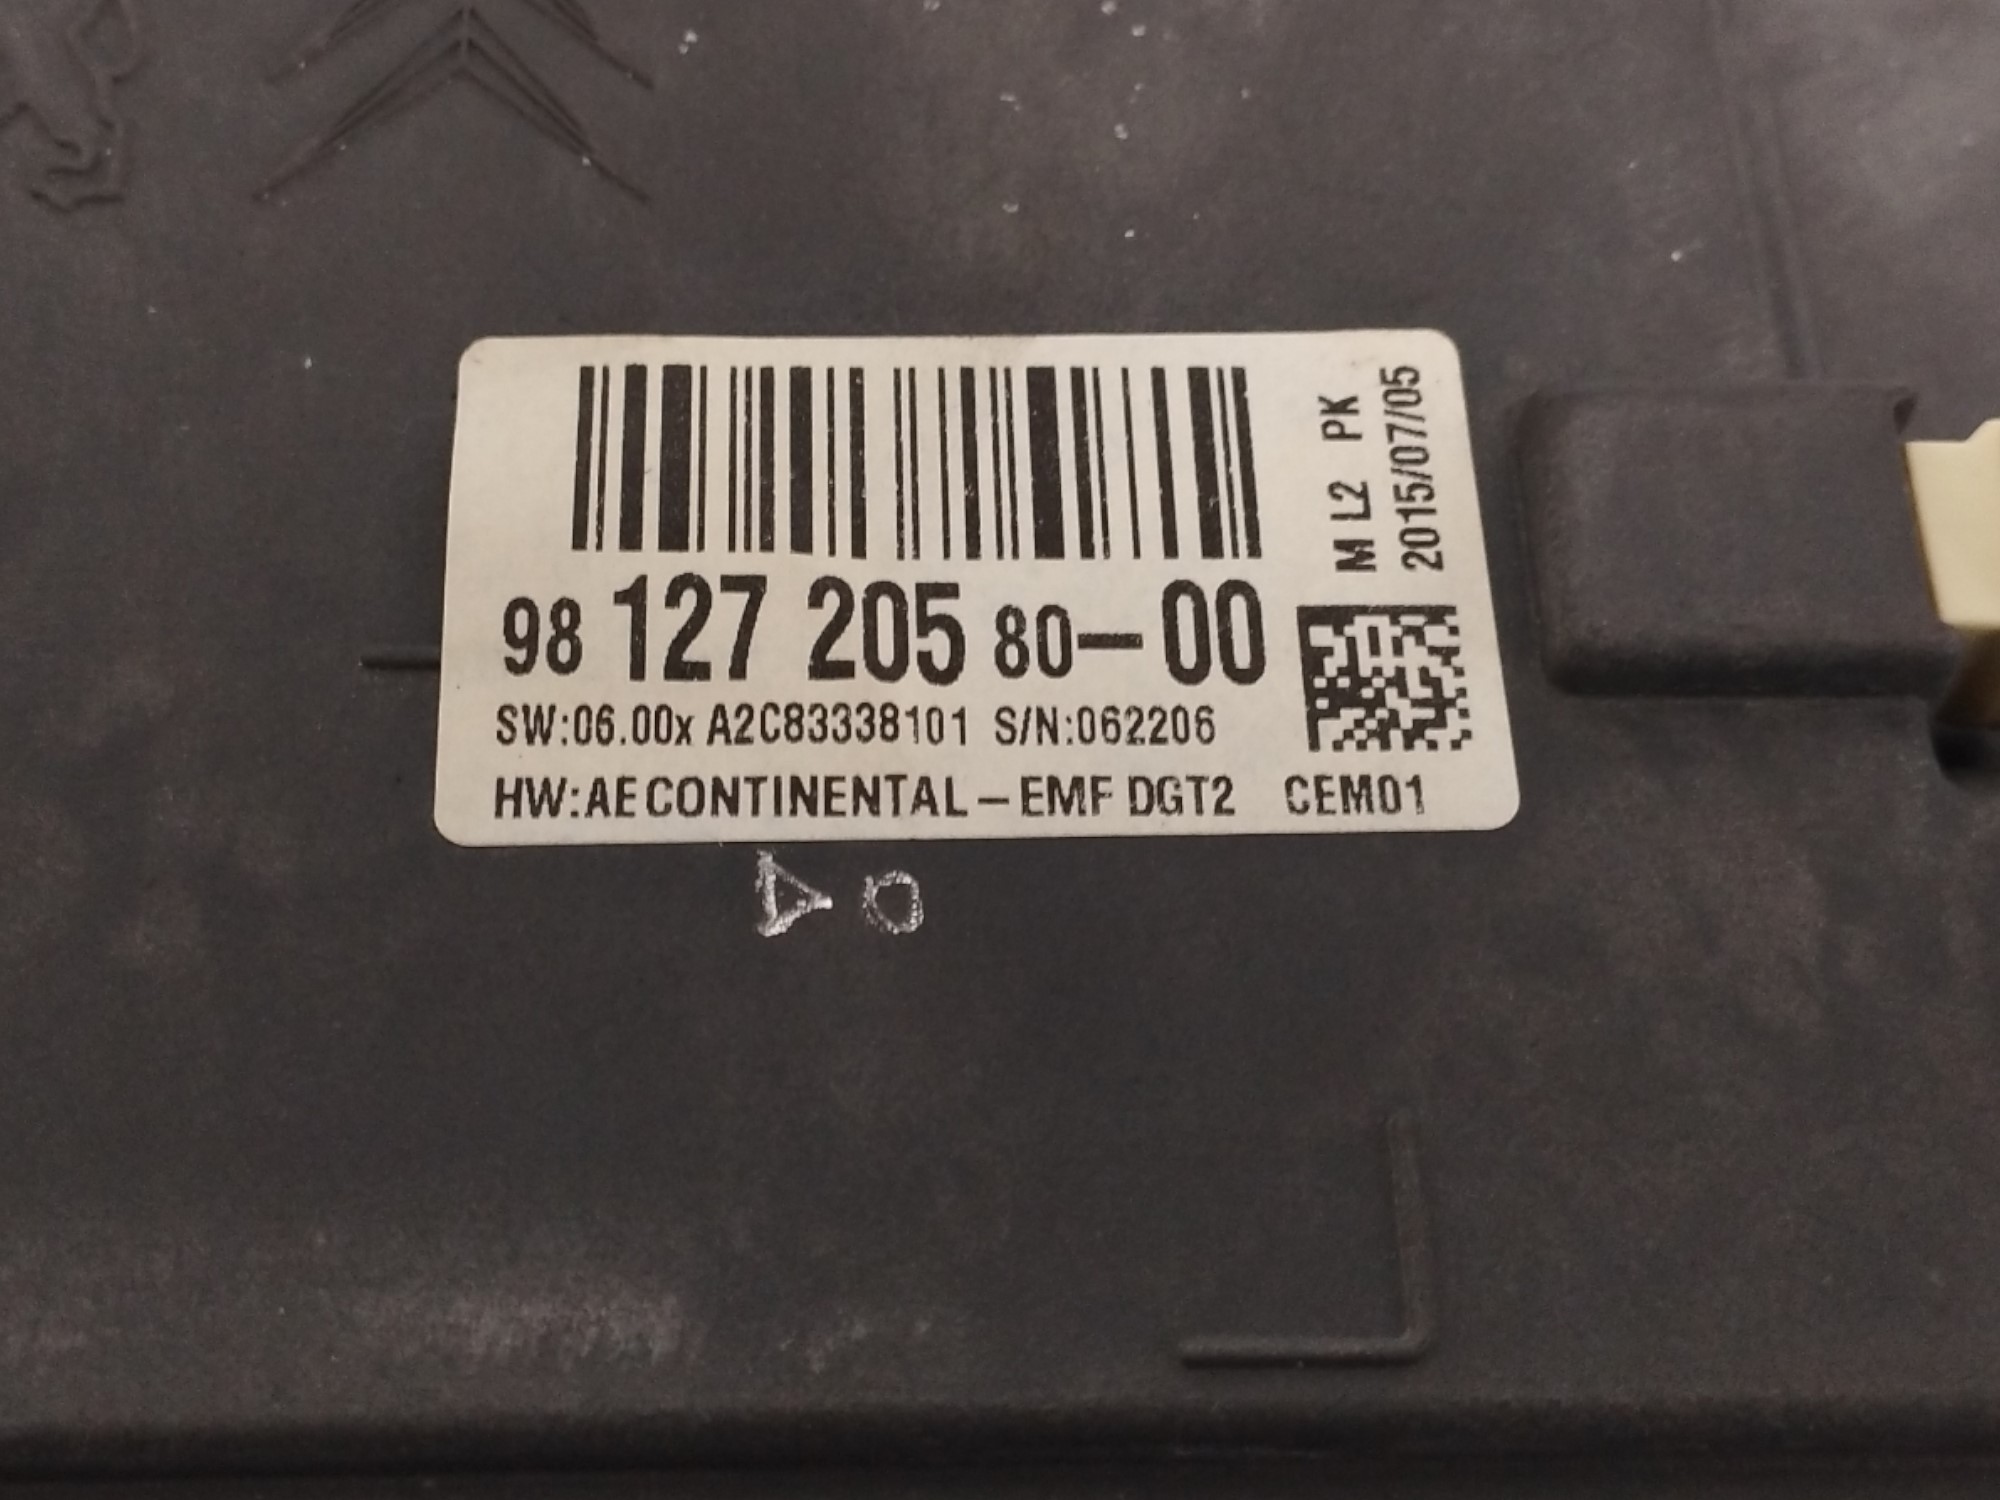 98 127 205 80-00
SW:06.00x A2C83338101 S/N:062206
HW:AE CONTINENTAL - EMF DGT2 CEM01
M L2 PK
2015/07/05